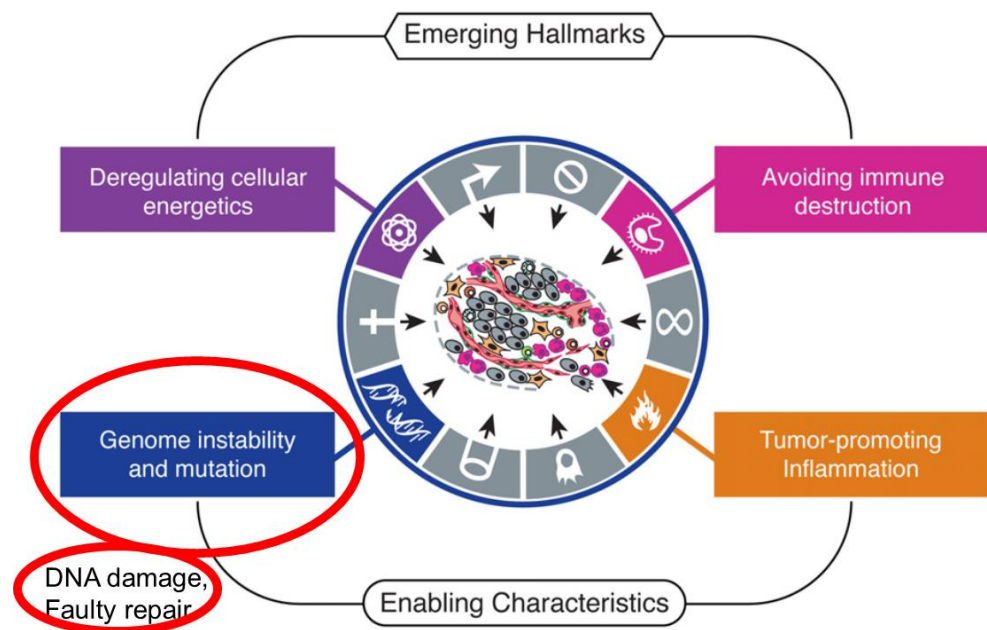 Emerging Hallmarks
Deregulating cellular
energetics
Avoiding immune
destruction
Genome instability
and mutation
Tumor-promoting
Inflammation
DNA damage,
Faulty repair
Enabling Characteristics